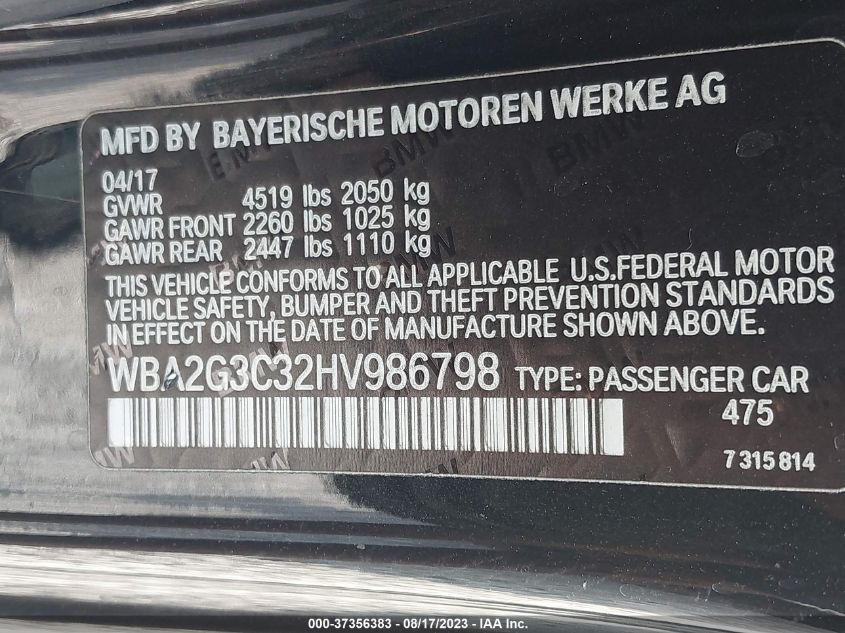 MFD BY BAYERISCHE MOTOREN WERKE AG
04/17
GVWR 4519 lbs 2050 kg
GAWR FRONT 2260 lbs 1025 kg
GAWR REAR 2447 lbs 1110 kg
THIS VEHICLE CONFORMS TO ALL APPLICABLE U.S.FEDERAL MOTOR
VEHICLE SAFETY, BUMPER AND THEFT PREVENTION STANDARDS
IN EFFECT ON THE DATE OF MANUFACTURE SHOWN ABOVE.
WBA2G3C32HV986798 TYPE: PASSENGER CAR
475
7 315 814
000-37356383 - 08/17/2023 - IAA Inc.